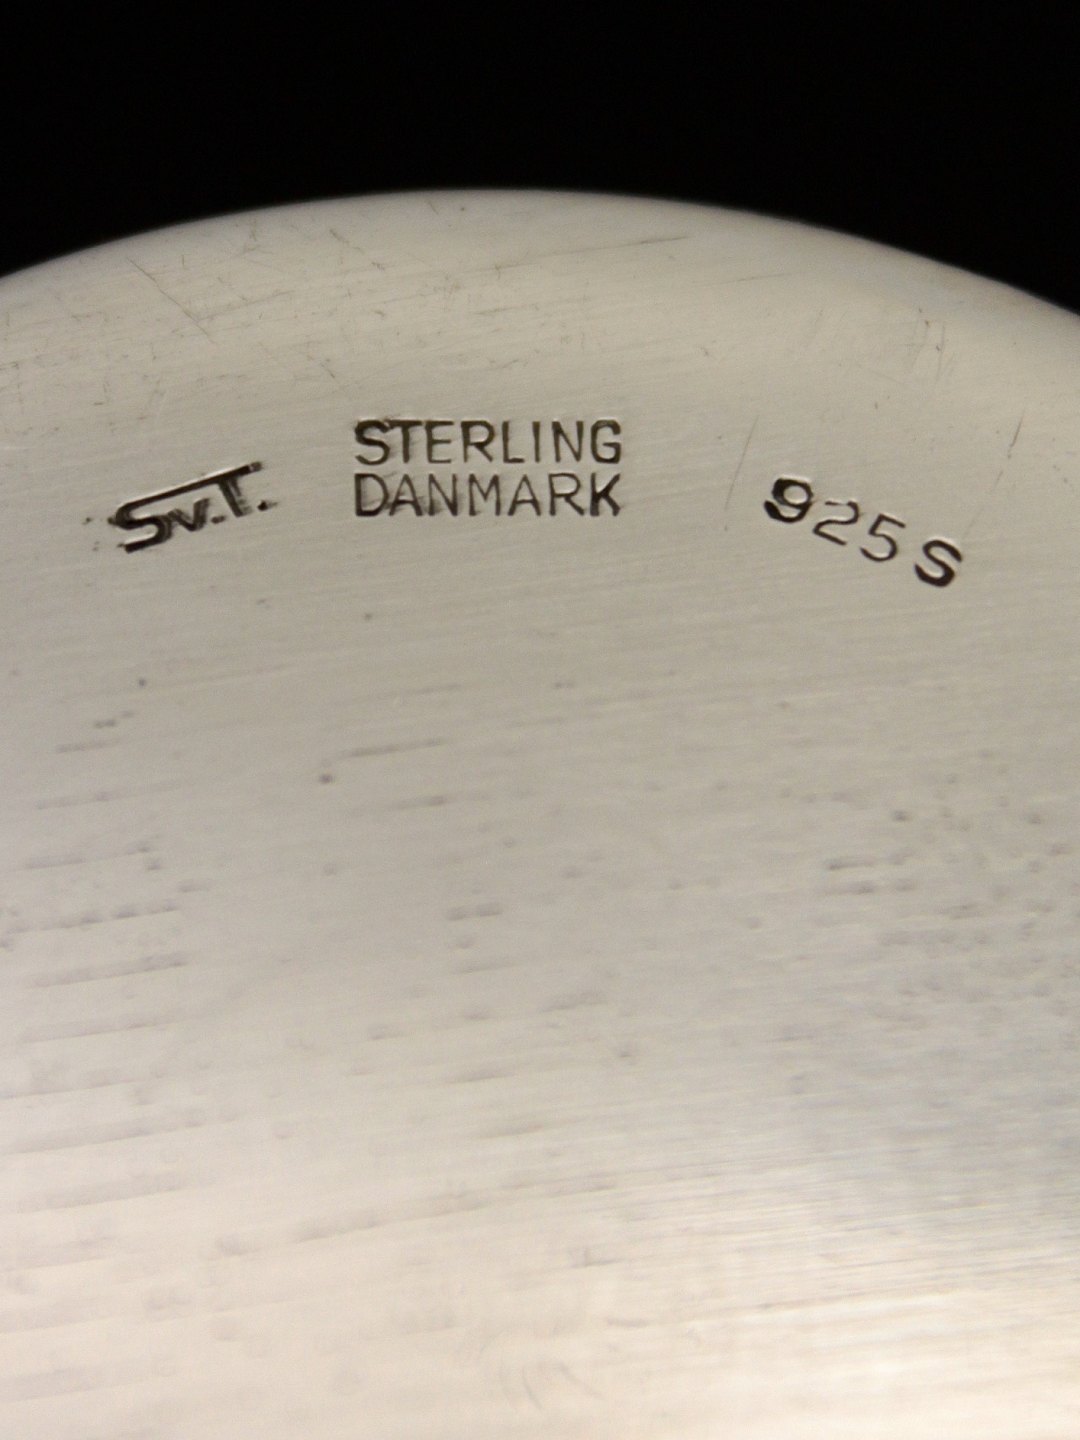 Sv.T.
STERLING
DANMARK
925 S